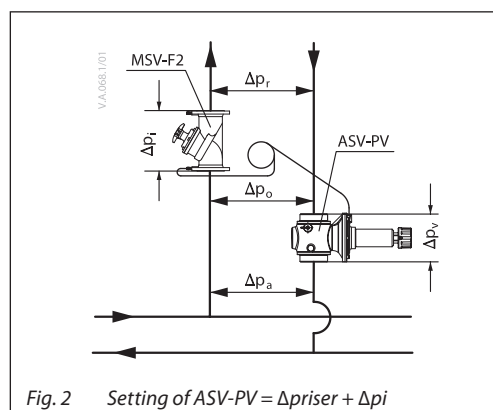 V.A.068.1/01
MSV-F2
Δpr
Δpi
ASV-PV
Δpo
Δpv
Δpa
Fig. 2 Setting of ASV-PV = Δpriser + Δpi